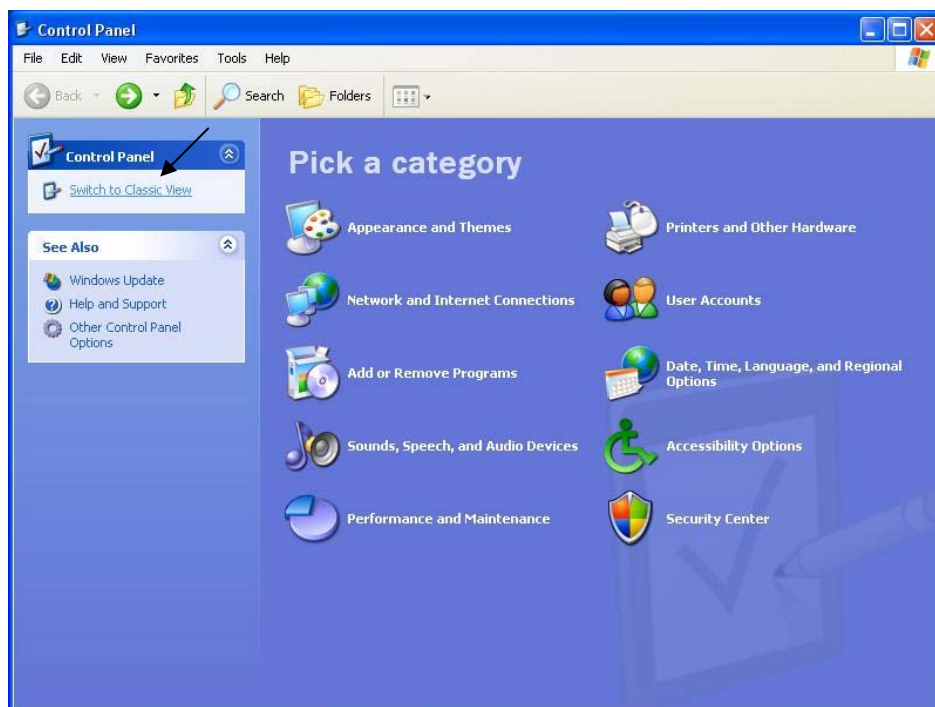 Control Panel
File Edit View Favorites Tools Help
Back Search Folders
Control Panel
Switch to Classic View
See Also
Windows Update
Help and Support
Other Control Panel
Options
Pick a category
Appearance and Themes
Printers and Other Hardware
Network and Internet Connections
User Accounts
Add or Remove Programs
Date, Time, Language, and Regional
Options
Sounds, Speech, and Audio Devices
Accessibility Options
Performance and Maintenance
Security Center